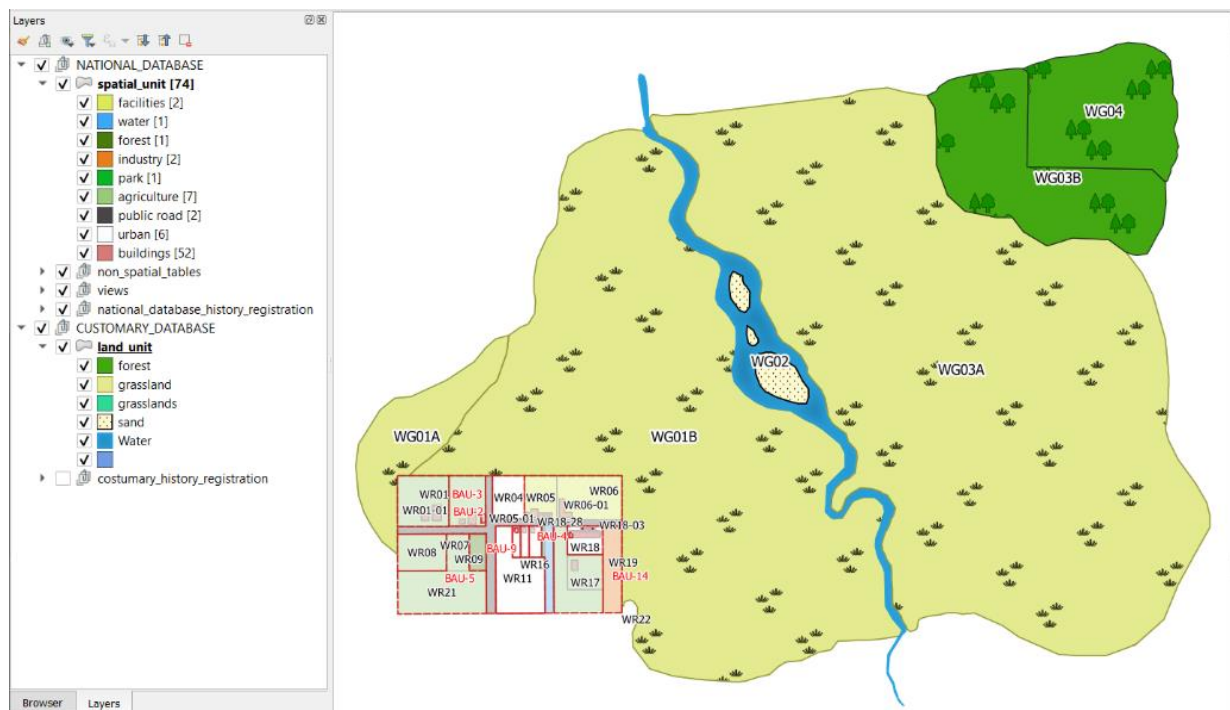 Layers
NATIONAL_DATABASE
spatial_unit [74]
facilities [2]
water [1]
forest [1]
industry [2]
park [1]
agriculture [7]
public road [2]
urban [6]
buildings [52]
non_spatial_tables
views
national_database_history_registration
CUSTOMARY_DATABASE
land_unit
forest
grassland
grasslands
sand
Water
costumary_history_registration
Browser
Layers
WG04
WG03B
WG02
WG03A
WG01A
WG01B
WR01
BAU-3
WR04
WR05
WR06
WR06-01
WR01-01
BAU-2
WR05-01
WR18-28
WR18-03
WR08
WR07
BAU-9
BAU-4
WR18
WR09
WR16
WR19
BAU-5
WR11
WR17
BAU-14
WR21
WR22